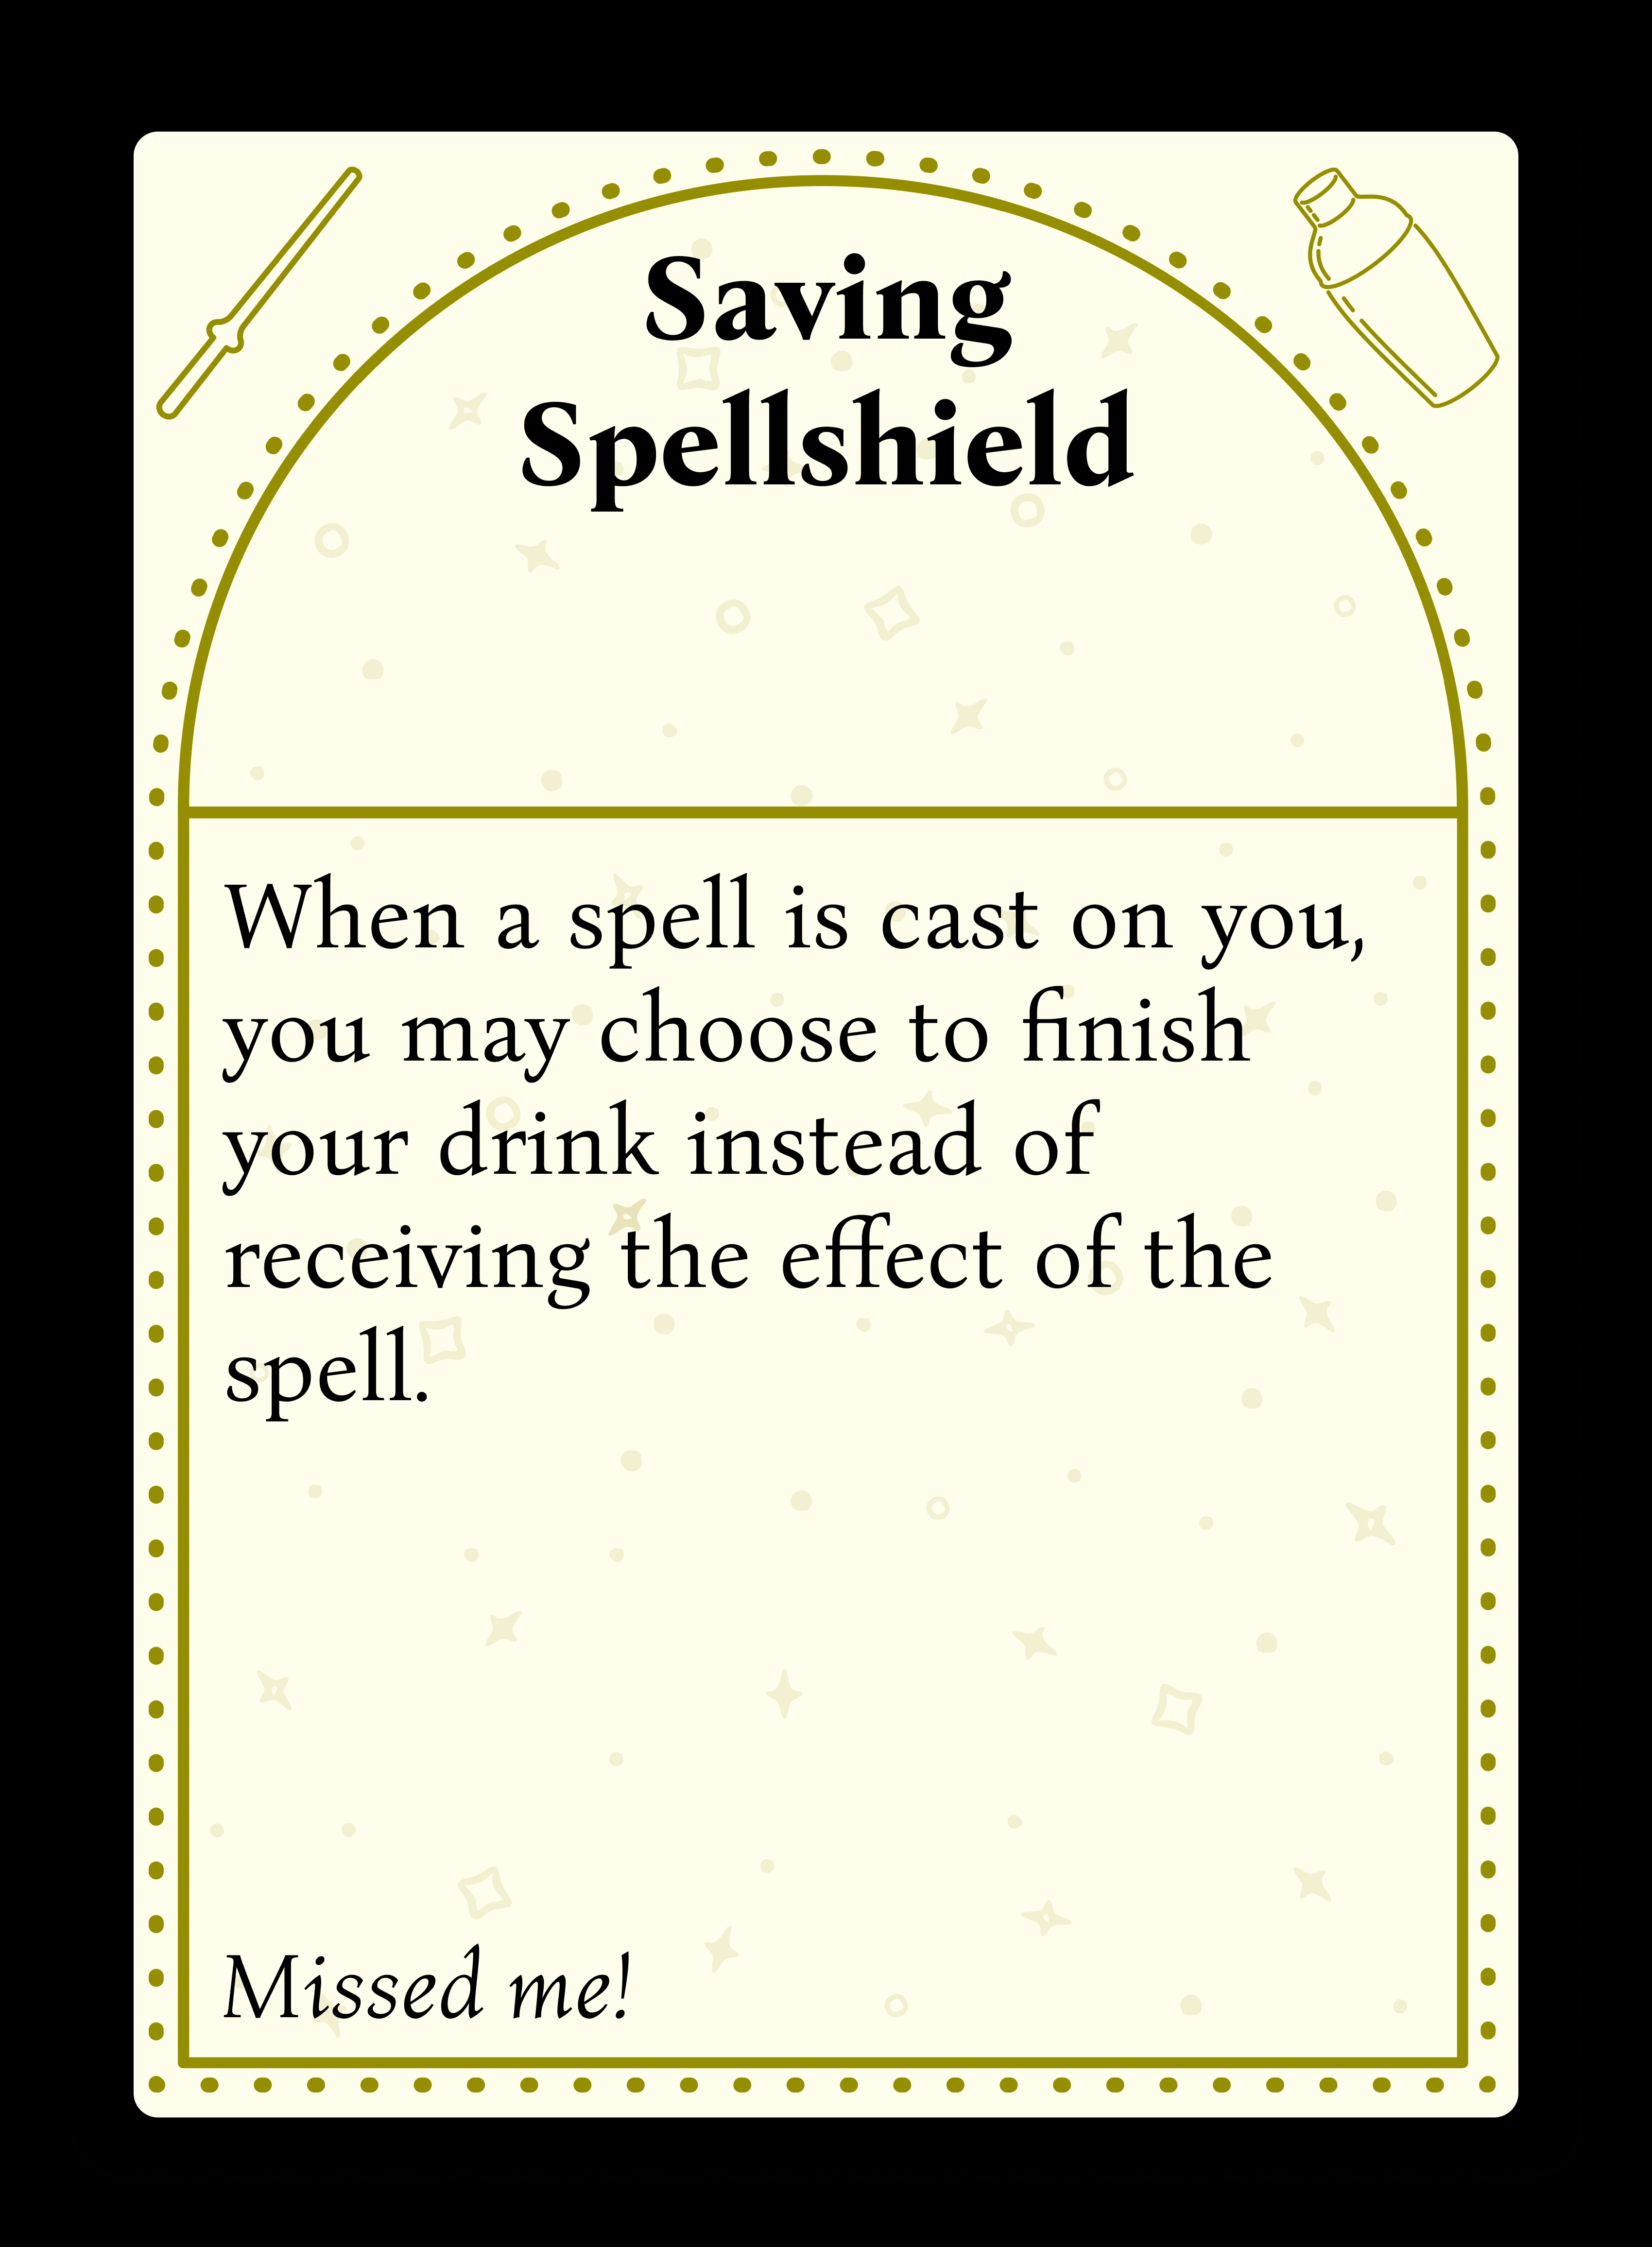 Saving
Spellshield
When a spell is cast on you,
you may choose to finish
your drink instead of
receiving the effect of the
spell.
Missed me!